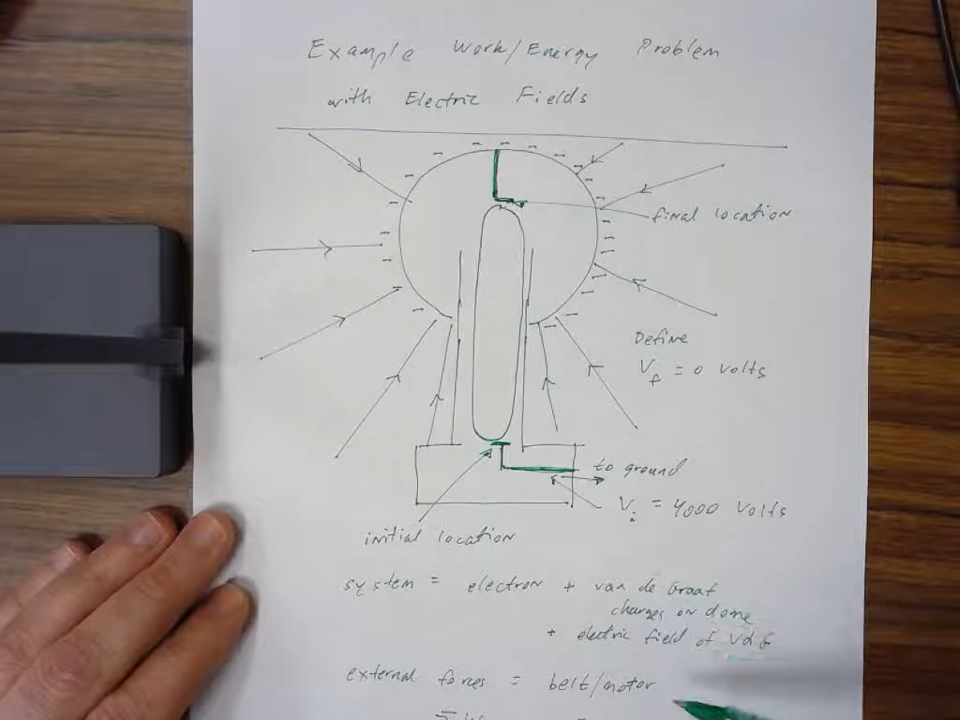 Example Work/Energy Problem
with Electric Fields
final location
Define
V_f = 0 volts
to ground
V_i = 4000 Volts
initial location
system = electron + van de Graaf
charges on dome
+ electric field of VdG
external forces = belt/motor